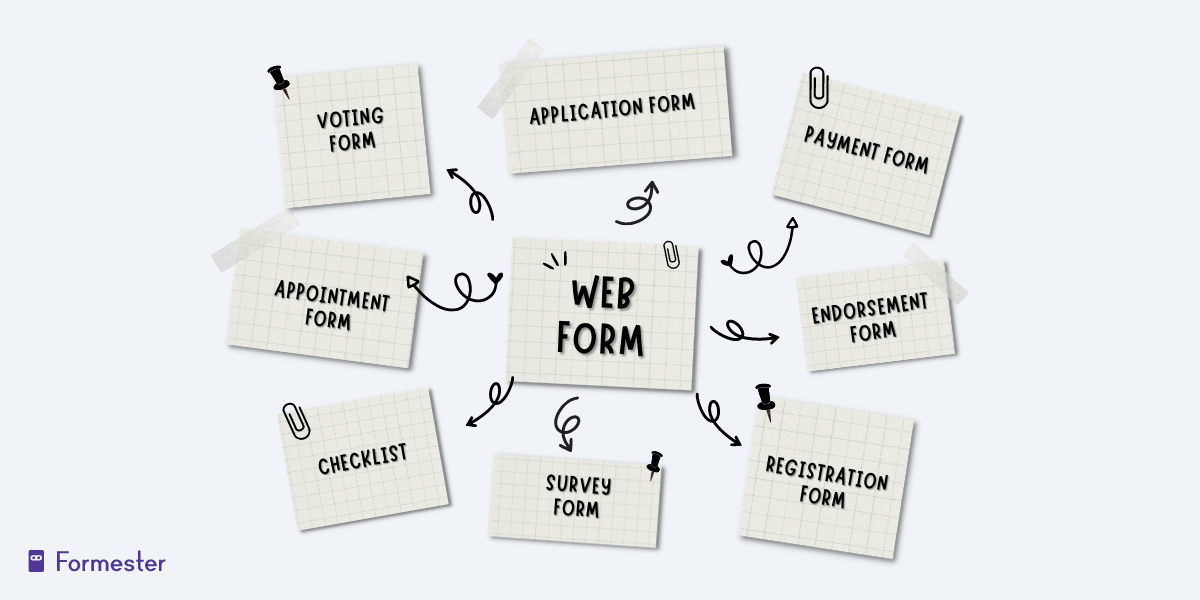 VOTING
FORM
APPLICATION FORM
PAYMENT FORM
APPOINTMENT
FORM
WEB
FORM
ENDORSEMENT
FORM
CHECKLIST
SURVEY
FORM
REGISTRATION
FORM
Formester